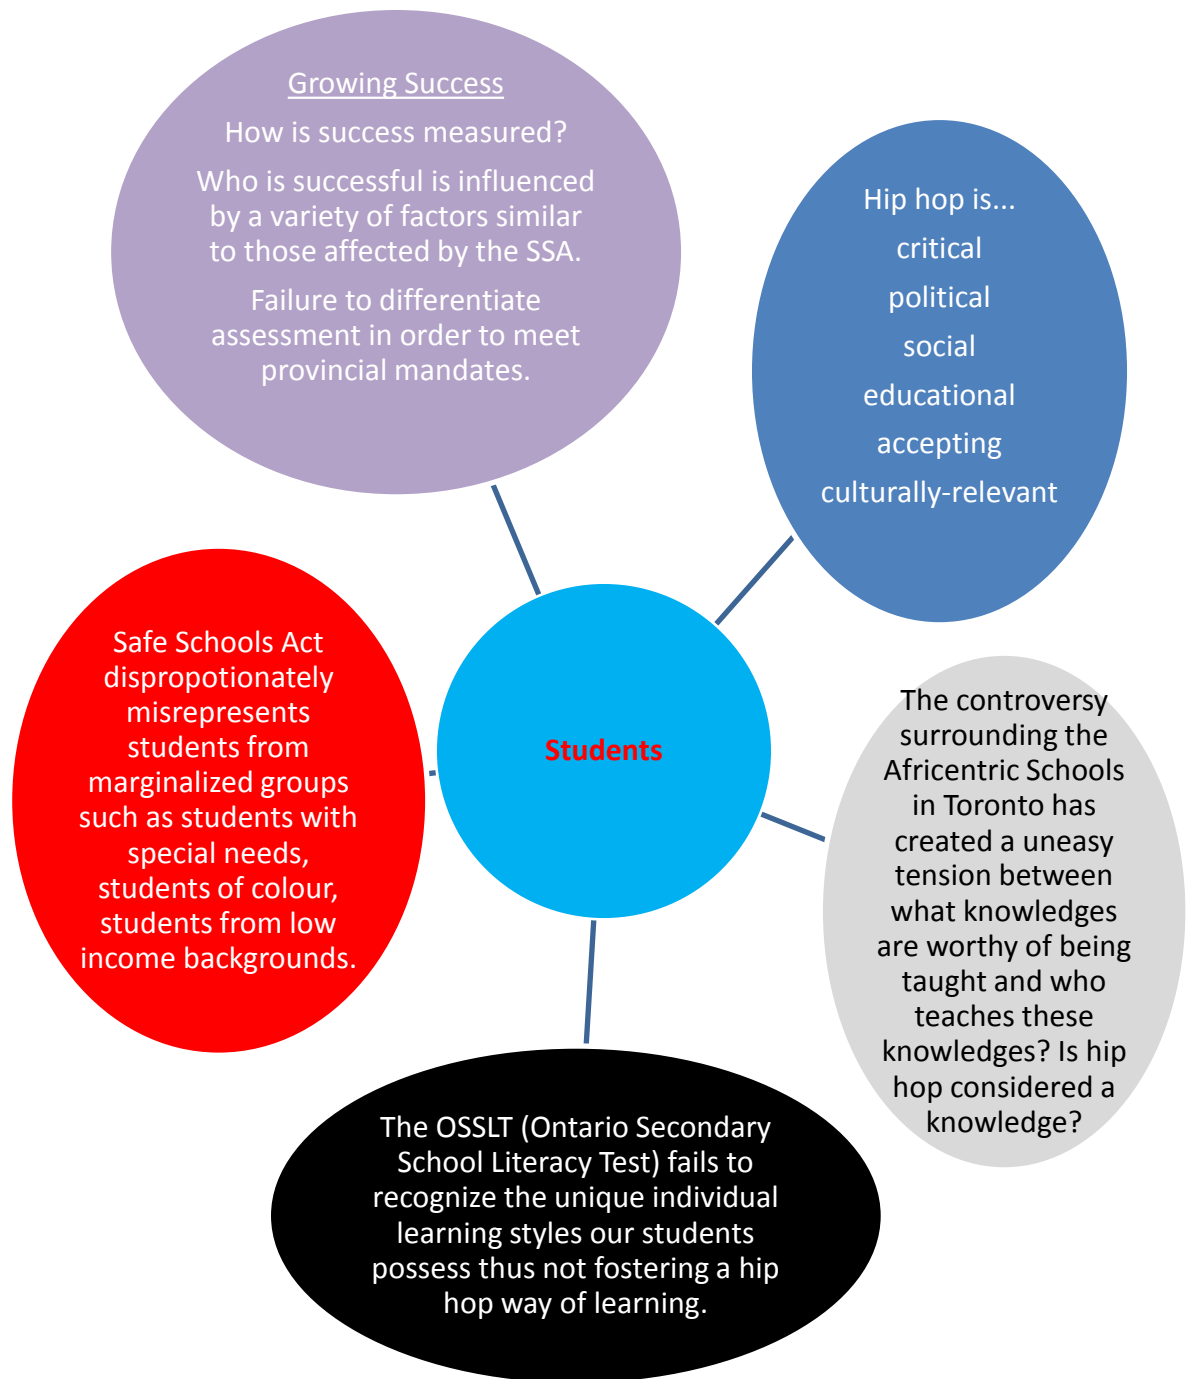 Growing Success
How is success measured?
Who is successful is influenced
by a variety of factors similar
to those affected by the SSA.
Failure to differentiate
assessment in order to meet
provincial mandates.
Hip hop is...
critical
political
social
educational
accepting
culturally-relevant
Safe Schools Act
dispropotionately
misrepresents
students from
marginalized groups
such as students with
special needs,
students of colour,
students from low
income backgrounds.
Students
The controversy
surrounding the
Africentric Schools
in Toronto has
created a uneasy
tension between
what knowledges
are worthy of being
taught and who
teaches these
knowledges? Is hip
hop considered a
knowledge?
The OSSLT (Ontario Secondary
School Literacy Test) fails to
recognize the unique individual
learning styles our students
possess thus not fostering a hip
hop way of learning.